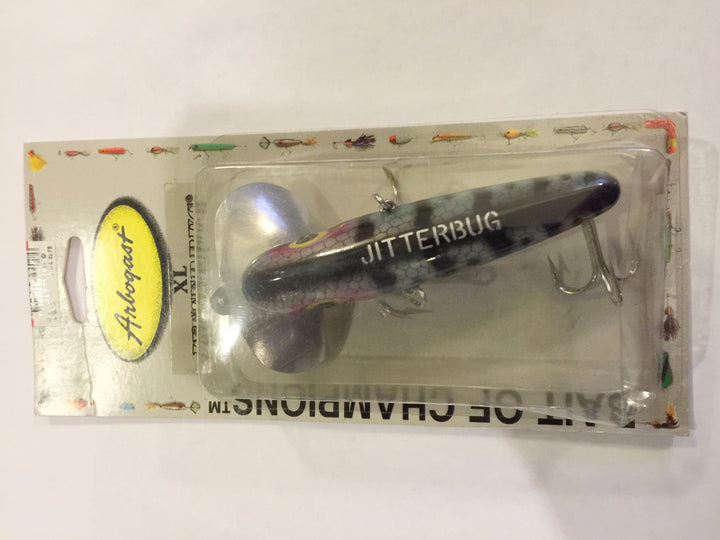 Arbogast®
XL
JITTERBUG
BAIT OF CHAMPIONS™